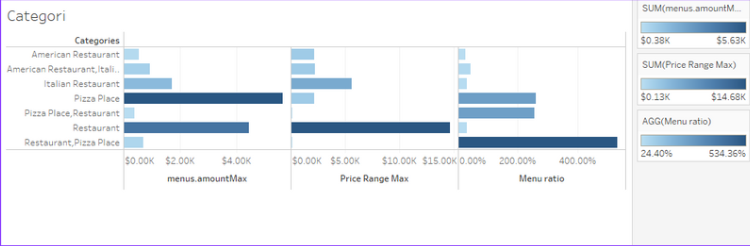 Categori
Categories
American Restaurant
American Restaurant,Itali..
Italian Restaurant
Pizza Place
Pizza Place,Restaurant
Restaurant
Restaurant,Pizza Place
$0.00K $2.00K $4.00K $0.00K $5.00K $10.00K $15.00K 0.00% 200.00% 400.00%
menus.amountMax Price Range Max Menu ratio
SUM(menus.amountM...
$0.38K $5.63K
SUM(Price Range Max)
$0.13K $14.68K
AGG(Menu ratio)
24.40% 534.36%